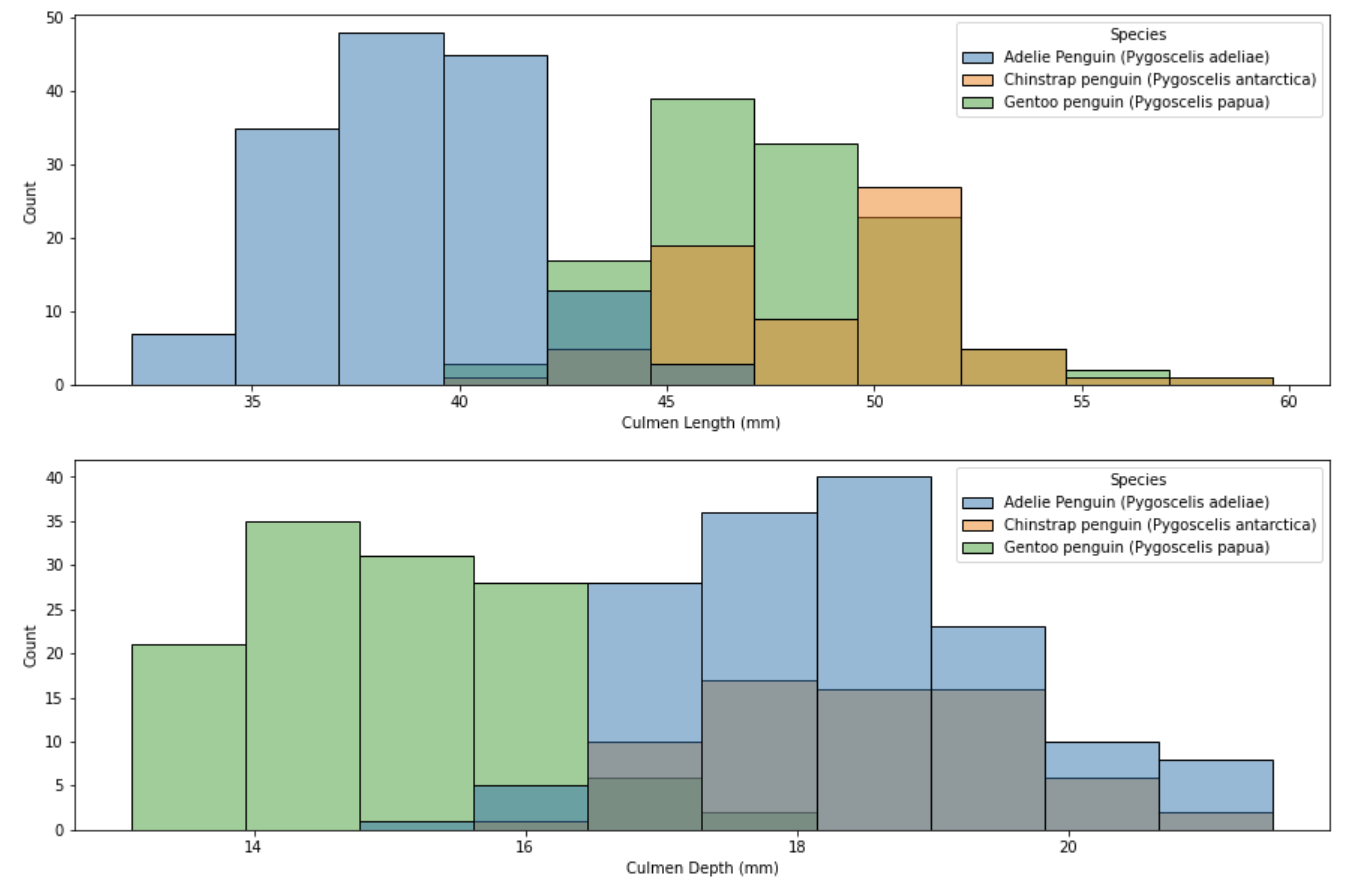 50
40
30
20
10
0
Count
35 40 45 50 55 60
Culmen Length (mm)
Species
Adelie Penguin (Pygoscelis adeliae)
Chinstrap penguin (Pygoscelis antarctica)
Gentoo penguin (Pygoscelis papua)
40
35
30
25
20
15
10
5
0
Count
14 16 18 20
Culmen Depth (mm)
Species
Adelie Penguin (Pygoscelis adeliae)
Chinstrap penguin (Pygoscelis antarctica)
Gentoo penguin (Pygoscelis papua)